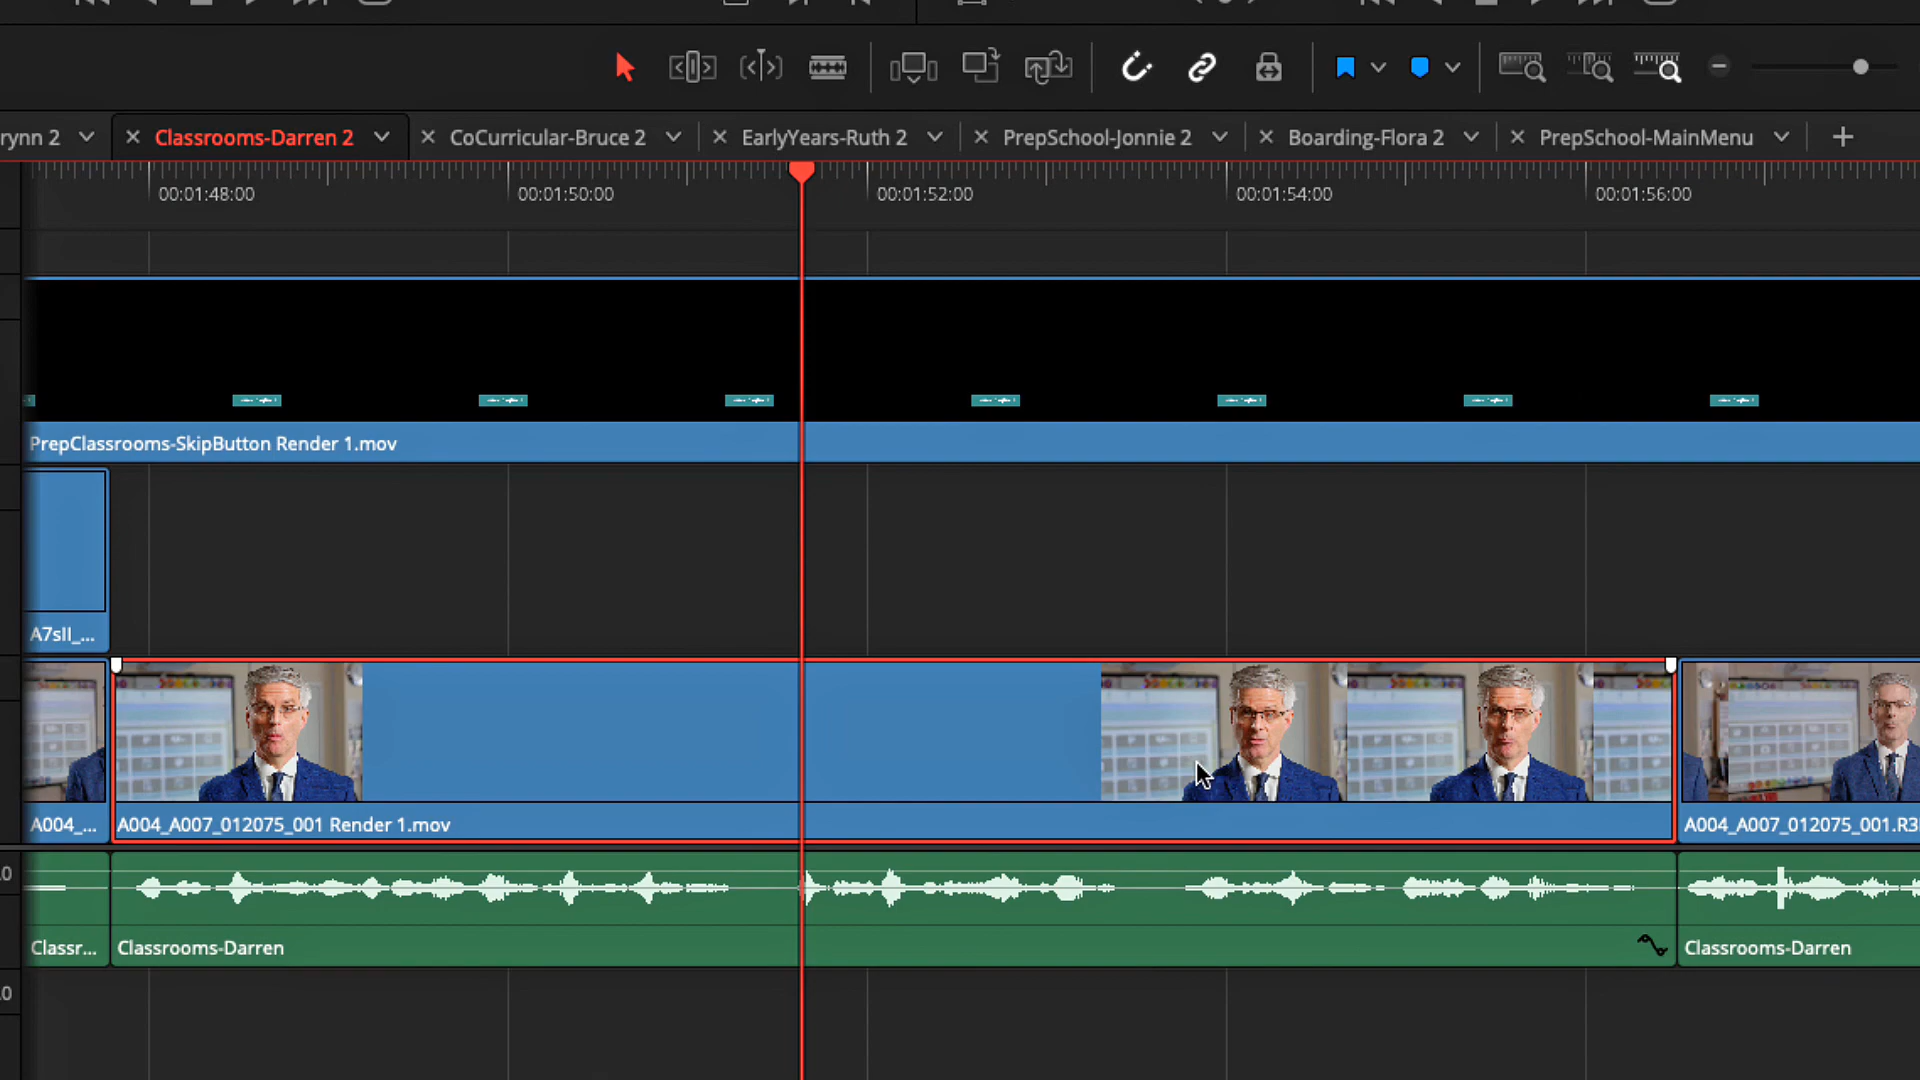 rynn 2
Classrooms-Darren 2
CoCurricular-Bruce 2
EarlyYears-Ruth 2
PrepSchool-Jonnie 2
Boarding-Flora 2
PrepSchool-MainMenu
00:01:48:00
00:01:50:00
00:01:52:00
00:01:54:00
00:01:56:00
PrepClassrooms-SkipButton Render 1.mov
A7sII_...
A004_...
A004_A007_012075_001 Render 1.mov
A004_A007_012075_001.R3
.0
Classr...
Classrooms-Darren
Classrooms-Darren
.0